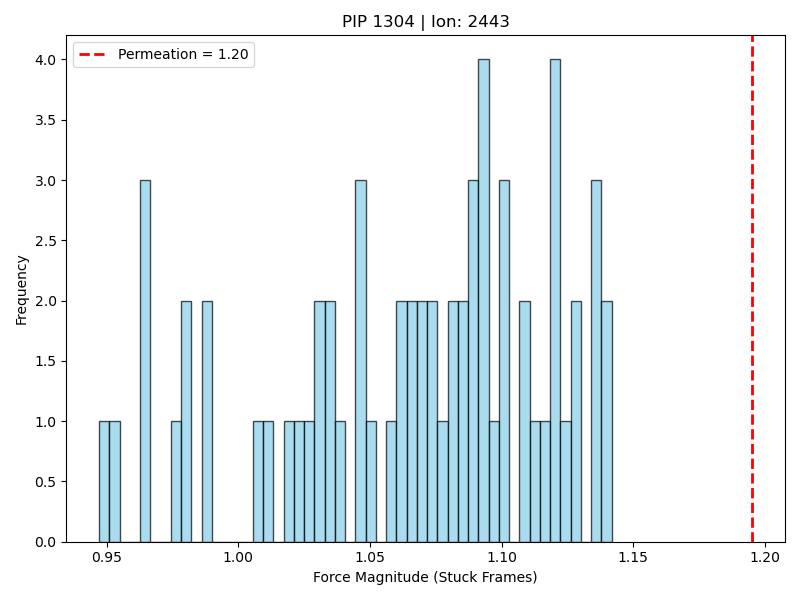 PIP 1304 | Ion: 2443
Permeation = 1.20
4.0
3.5
3.0
2.5
2.0
1.5
1.0
0.5
0.0
Frequency
0.95 1.00 1.05 1.10 1.15 1.20
Force Magnitude (Stuck Frames)